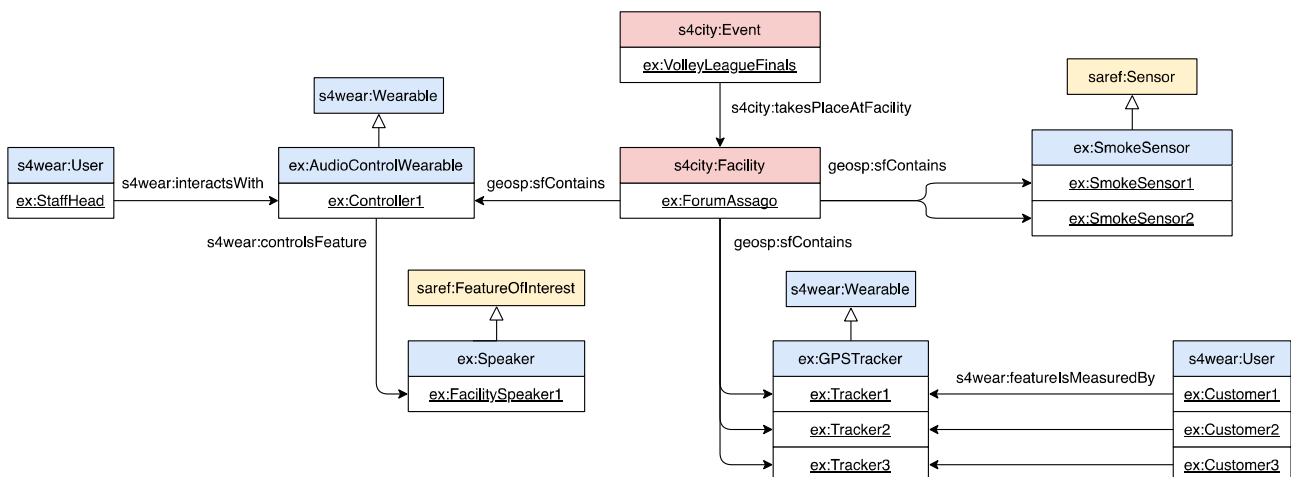 s4city:Event
ex:VolleyLeagueFinals
saref:Sensor
s4wear:Wearable
s4city:takesPlaceAtFacility
s4wear:User
ex:AudioControlWearable
s4city:Facility
ex:SmokeSensor
s4wear:interactsWith
geosp:sfContains
geosp:sfContains
ex:StaffHead
ex:Controller1
ex:ForumAssago
ex:SmokeSensor1
ex:SmokeSensor2
s4wear:controlsFeature
geosp:sfContains
saref:FeatureOfInterest
s4wear:Wearable
ex:Speaker
ex:GPSTracker
s4wear:User
ex:FacilitySpeaker1
ex:Tracker1
s4wear:featureIsMeasuredBy
ex:Customer1
ex:Tracker2
ex:Customer2
ex:Tracker3
ex:Customer3